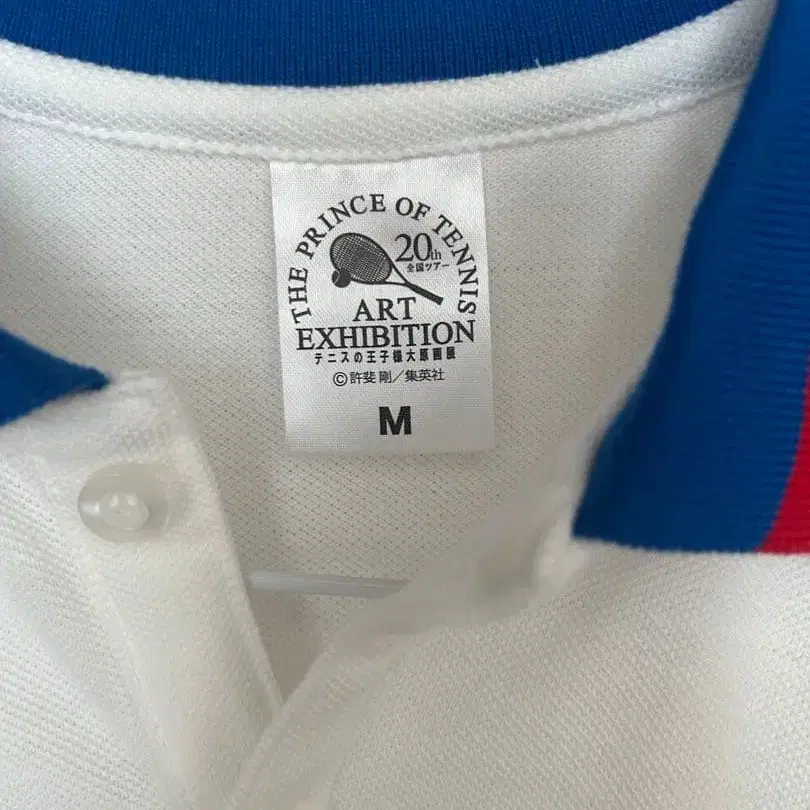 THE PRINCE OF TENNIS
20th
全国ツアー
ART
EXHIBITION
テニスの王子様大原画展
©許斐 剛／集英社
M